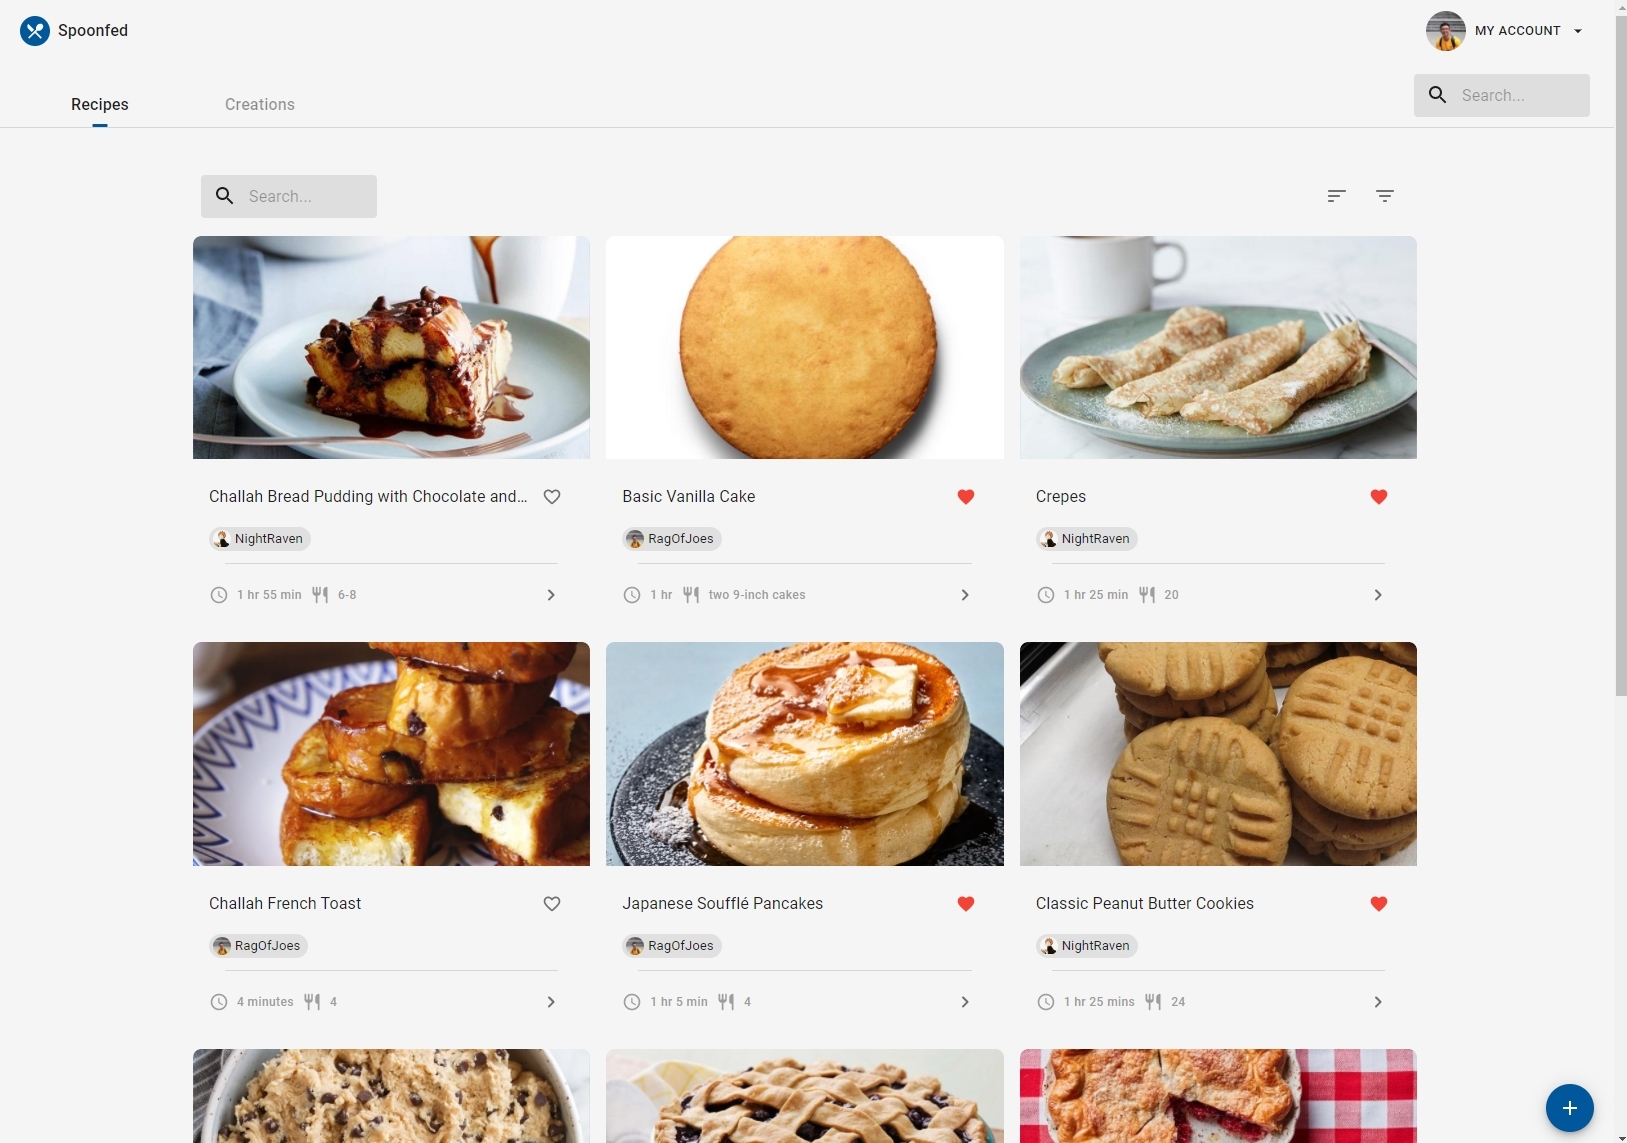 Spoonfed
MY ACCOUNT
Recipes
Creations
Search...
Search...
Challah Bread Pudding with Chocolate and...
NightRaven
1 hr 55 min
6-8
Basic Vanilla Cake
RagOfJoes
1 hr
two 9-inch cakes
Crepes
NightRaven
1 hr 25 min
20
Challah French Toast
RagOfJoes
4 minutes
4
Japanese Soufflé Pancakes
RagOfJoes
1 hr 5 min
4
Classic Peanut Butter Cookies
NightRaven
1 hr 25 mins
24